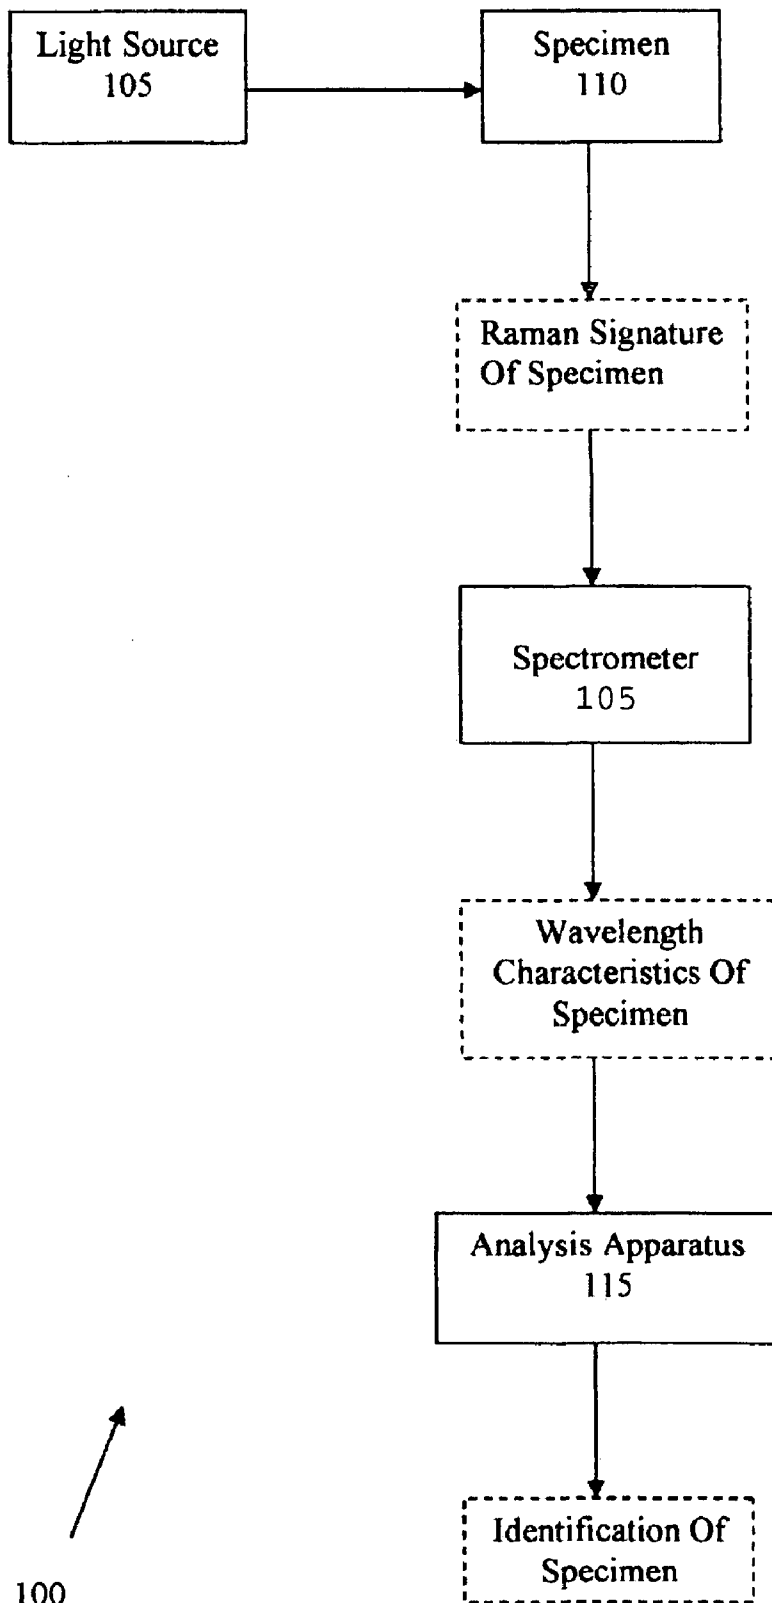 Light Source
105
Specimen
110
Raman Signature
Of Specimen
Spectrometer
105
Wavelength
Characteristics Of
Specimen
Analysis Apparatus
115
Identification Of
Specimen
100